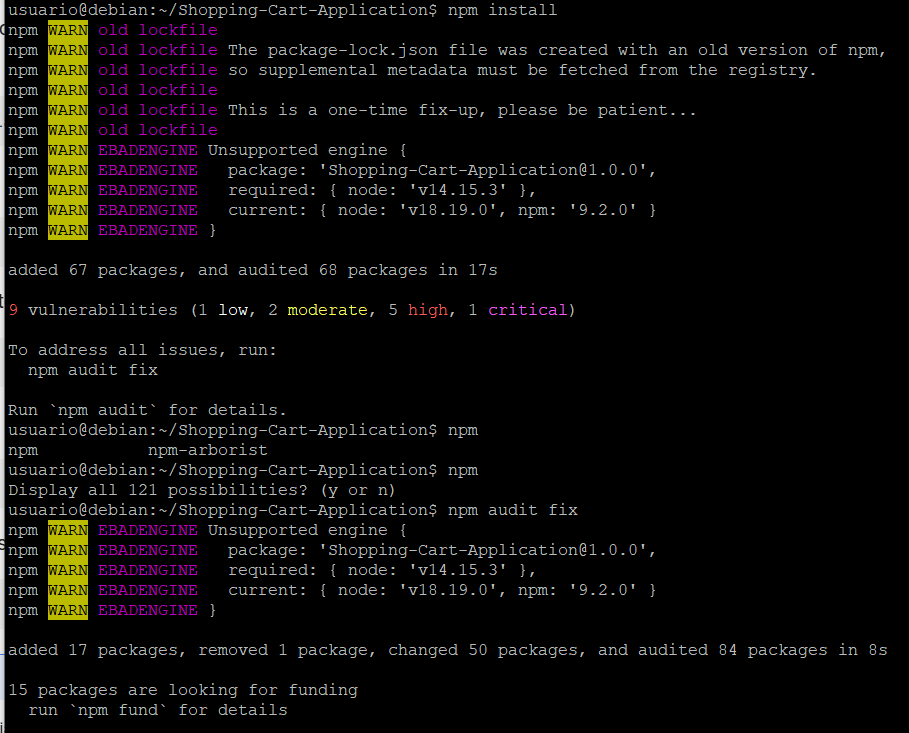 usuario@debian:~/Shopping-Cart-Application$ npm install
npm WARN old lockfile
npm WARN old lockfile The package-lock.json file was created with an old version of npm,
npm WARN old lockfile so supplemental metadata must be fetched from the registry.
npm WARN old lockfile
npm WARN old lockfile This is a one-time fix-up, please be patient...
npm WARN old lockfile
npm WARN EBADENGINE Unsupported engine {
npm WARN EBADENGINE   package: 'Shopping-Cart-Application@1.0.0',
npm WARN EBADENGINE   required: { node: 'v14.15.3' },
npm WARN EBADENGINE   current: { node: 'v18.19.0', npm: '9.2.0' }
npm WARN EBADENGINE }
added 67 packages, and audited 68 packages in 17s
9 vulnerabilities (1 low, 2 moderate, 5 high, 1 critical)
To address all issues, run:
  npm audit fix
Run `npm audit` for details.
usuario@debian:~/Shopping-Cart-Application$ npm
npm           npm-arborist
usuario@debian:~/Shopping-Cart-Application$ npm
Display all 121 possibilities? (y or n)
usuario@debian:~/Shopping-Cart-Application$ npm audit fix
npm WARN EBADENGINE Unsupported engine {
npm WARN EBADENGINE   package: 'Shopping-Cart-Application@1.0.0',
npm WARN EBADENGINE   required: { node: 'v14.15.3' },
npm WARN EBADENGINE   current: { node: 'v18.19.0', npm: '9.2.0' }
npm WARN EBADENGINE }
added 17 packages, removed 1 package, changed 50 packages, and audited 84 packages in 8s
15 packages are looking for funding
  run `npm fund` for details